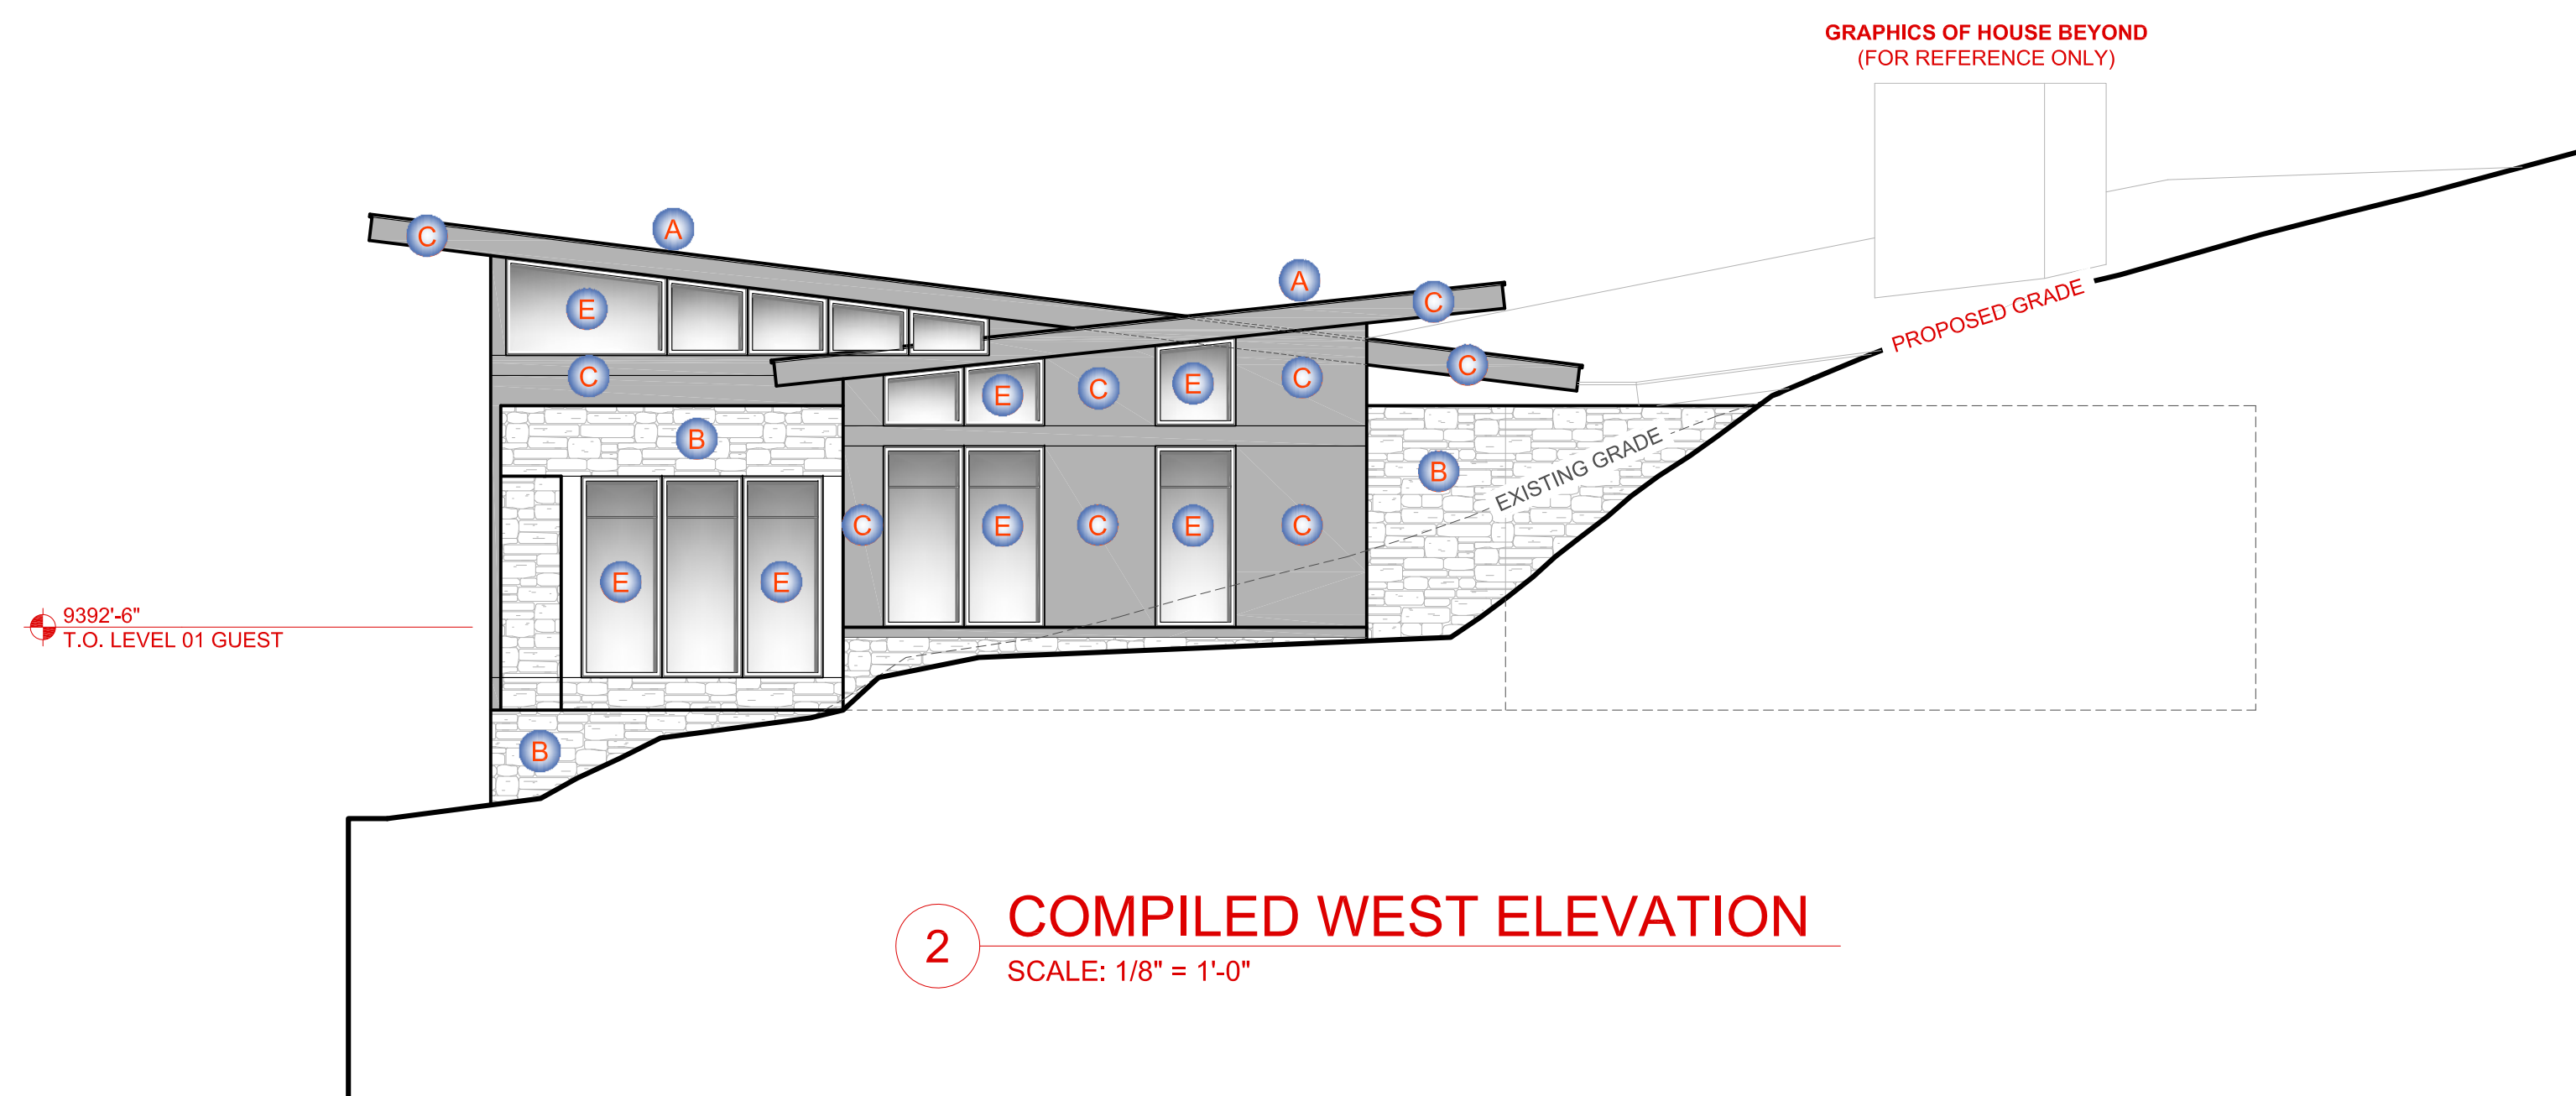 GRAPHICS OF HOUSE BEYOND
(FOR REFERENCE ONLY)
A
C
A
C
E
PROPOSED GRADE
C
C
E
C
E
C
B
EXISTING GRADE
B
C
E
C
E
C
E
E
9392'-6"
T.O. LEVEL 01 GUEST
B
2
COMPILED WEST ELEVATION
SCALE: 1/8" = 1'-0"